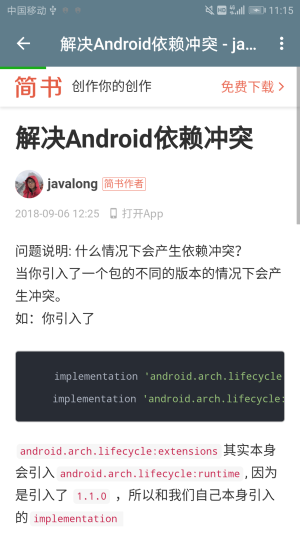 中国移动 11:15
解决Android依赖冲突 - ja...
简书 创作你的创作 免费下载
解决Android依赖冲突
javalong 简书作者
2018-09-06 12:25 打开App
问题说明: 什么情况下会产生依赖冲突?
当你引入了一个包的不同的版本的情况下会产
生冲突。
如：你引入了
implementation 'android.arch.lifecycle
implementation 'android.arch.lifecycle:
android.arch.lifecycle:extensions 其实本身
会引入 android.arch.lifecycle:runtime , 因为
是引入了 1.1.0 ，所以和我们自己本身引入
的 implementation